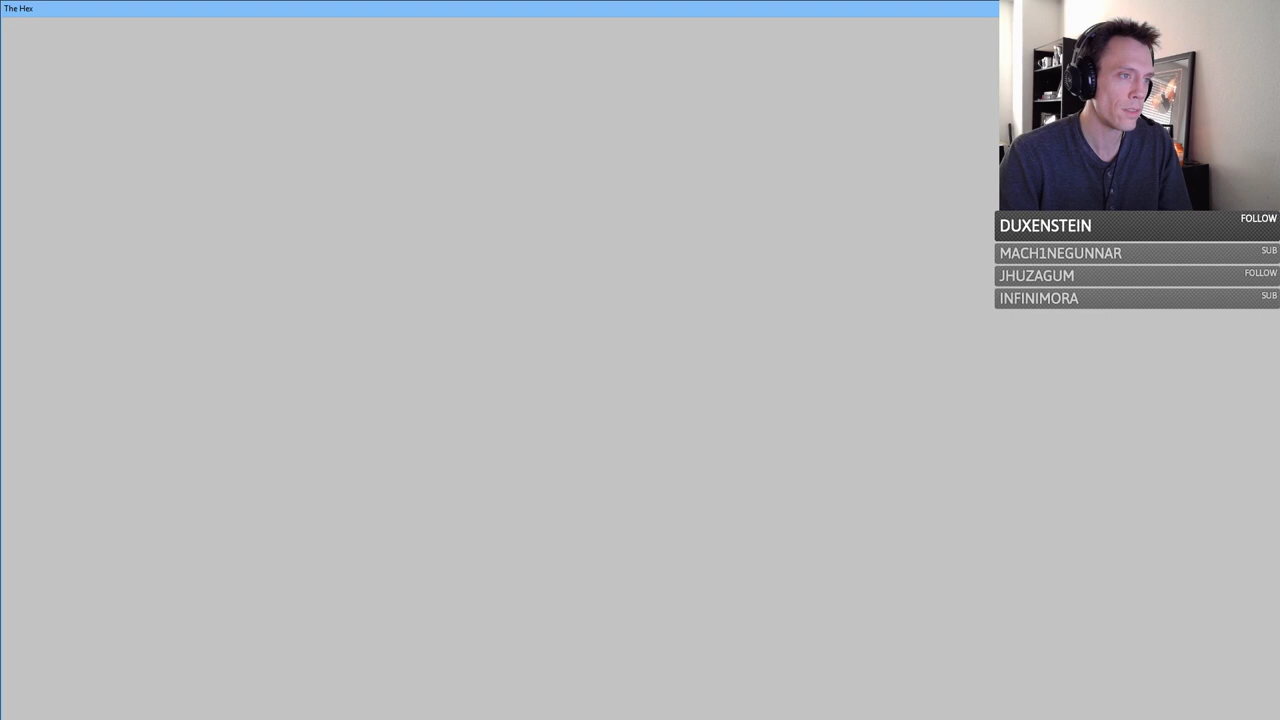 The Hex
DUXENSTEIN FOLLOW
MACH1NEGUNNAR SUB
JHUZAGUM FOLLOW
INFINIMORA SUB